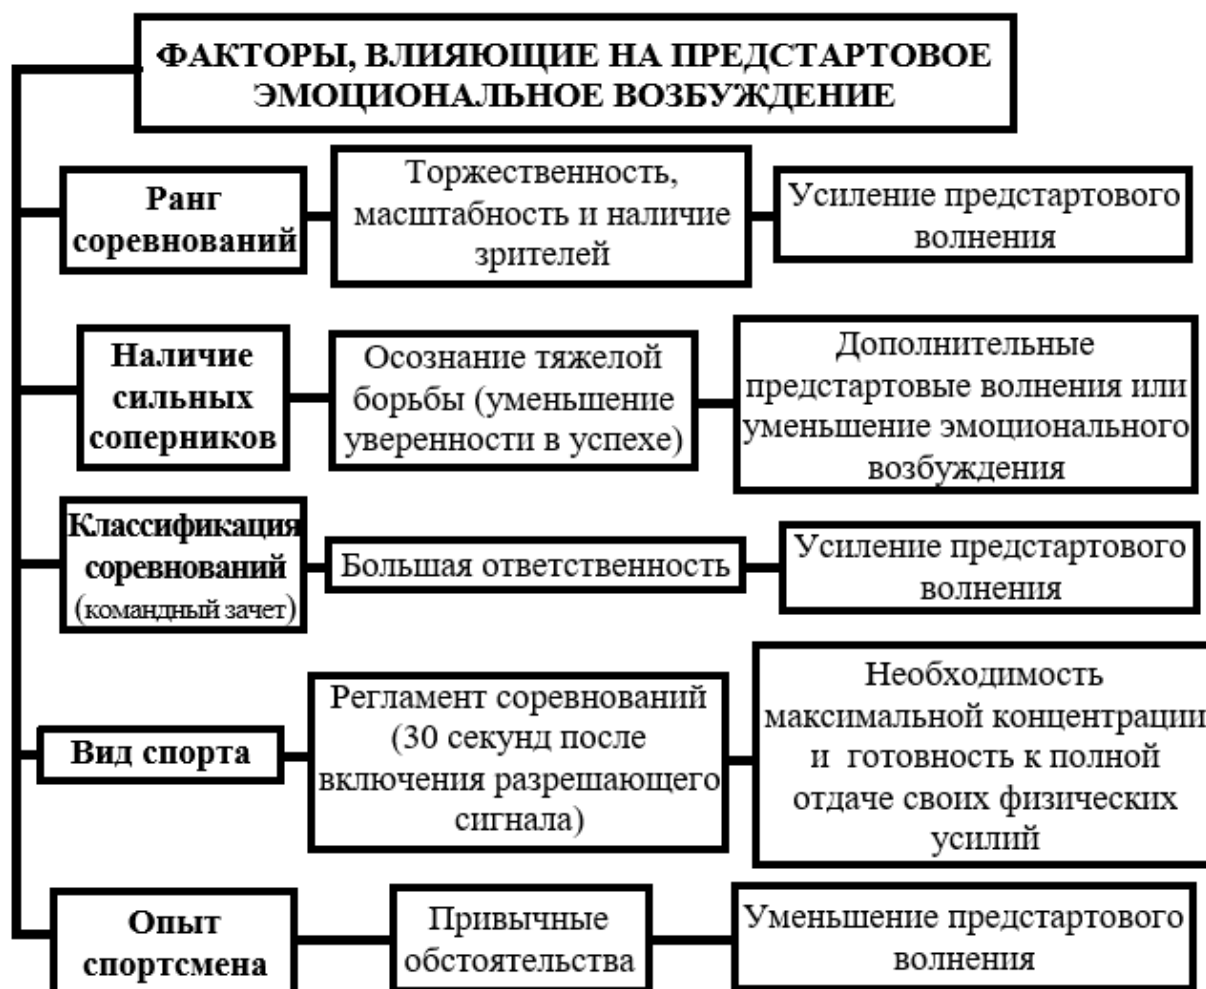 ФАКТОРЫ, ВЛИЯЮЩИЕ НА ПРЕДСТАРТОВОЕ
ЭМОЦИОНАЛЬНОЕ ВОЗБУЖДЕНИЕ
Ранг
соревнований
Торжественность,
масштабность и наличие
зрителей
Усиление предстартового
волнения
Наличие
сильных
соперников
Осознание тяжелой
борьбы (уменьшение
уверенности в успехе)
Дополнительные
предстартовые волнения или
уменьшение эмоционального
возбуждения
Классификация
соревнований
(командный зачет)
Большая ответственность
Усиление предстартового
волнения
Вид спорта
Регламент соревнований
(30 секунд после
включения разрешающего
сигнала)
Необходимость
максимальной концентрации
и готовность к полной
отдаче своих физических
усилий
Опыт
спортсмена
Привычные
обстоятельства
Уменьшение предстартового
волнения